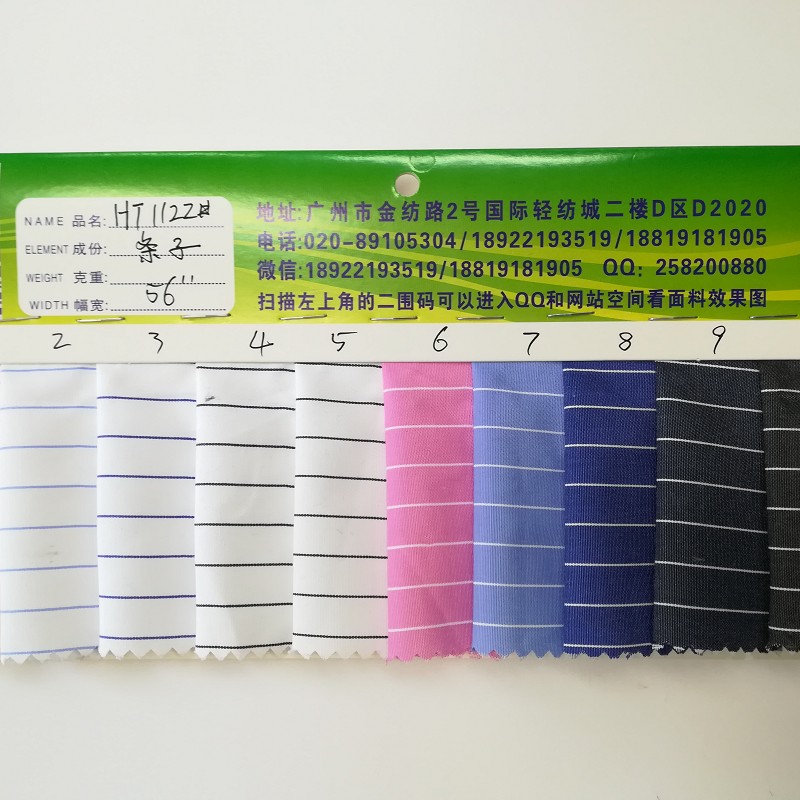 NAME 品名: HT1122#
ELEMENT 成份: 条子
WEIGHT 克重:
WIDTH 幅宽: 56"
地址:广州市金纺路2号国际轻纺城二楼D区D2020
电话:020-89105304/18922193519/18819181905
微信:18922193519/18819181905 QQ: 258200880
扫描左上角的二围码可以进入QQ和网站空间看面料效果图
2 3 4 5 6 7 8 9